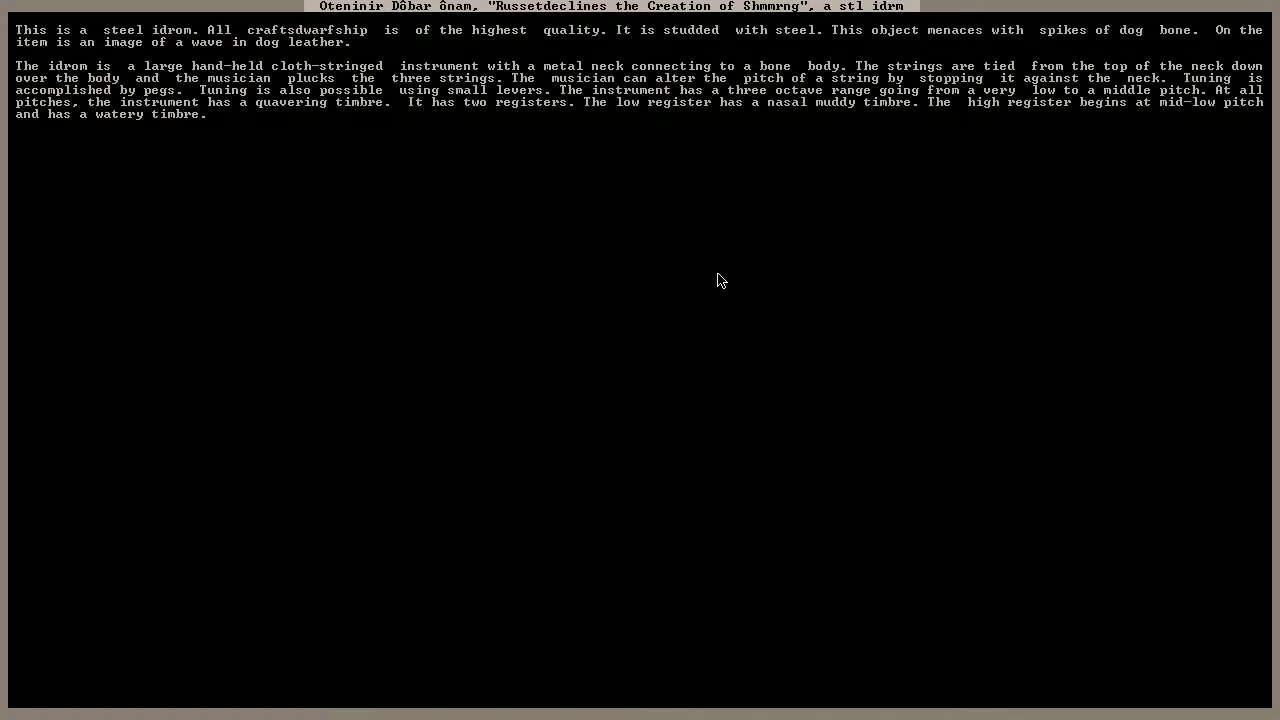 Oteninir Dôbar ônam, "Russetdeclines the Creation of Shmmrng", a stl idrm
This is a steel idrom. All craftsdwarfship is of the highest quality. It is studded with steel. This object menaces with spikes of dog bone. On the
item is an image of a wave in dog leather.
The idrom is a large hand-held cloth-stringed instrument with a metal neck connecting to a bone body. The strings are tied from the top of the neck down
over the body and the musician plucks the three strings. The musician can alter the pitch of a string by stopping it against the neck. Tuning is
accomplished by pegs. Tuning is also possible using small levers. The instrument has a three octave range going from a very low to a middle pitch. At all
pitches, the instrument has a quavering timbre. It has two registers. The low register has a nasal muddy timbre. The high register begins at mid-low pitch
and has a watery timbre.